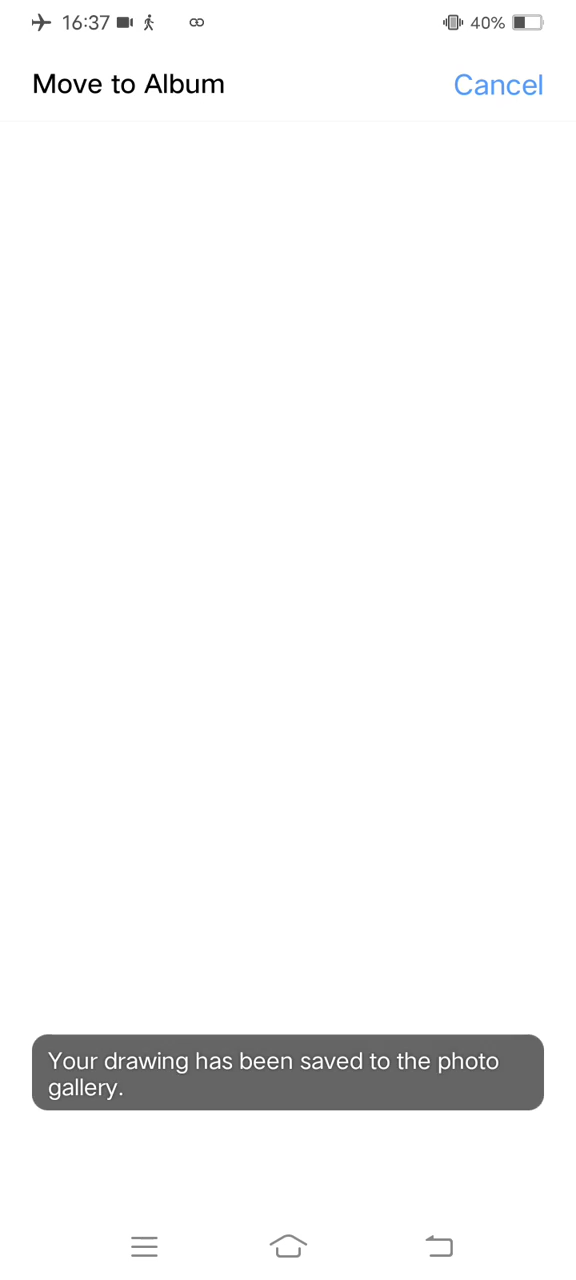 16:37
40%
Move to Album
Cancel
Your drawing has been saved to the photo
gallery.